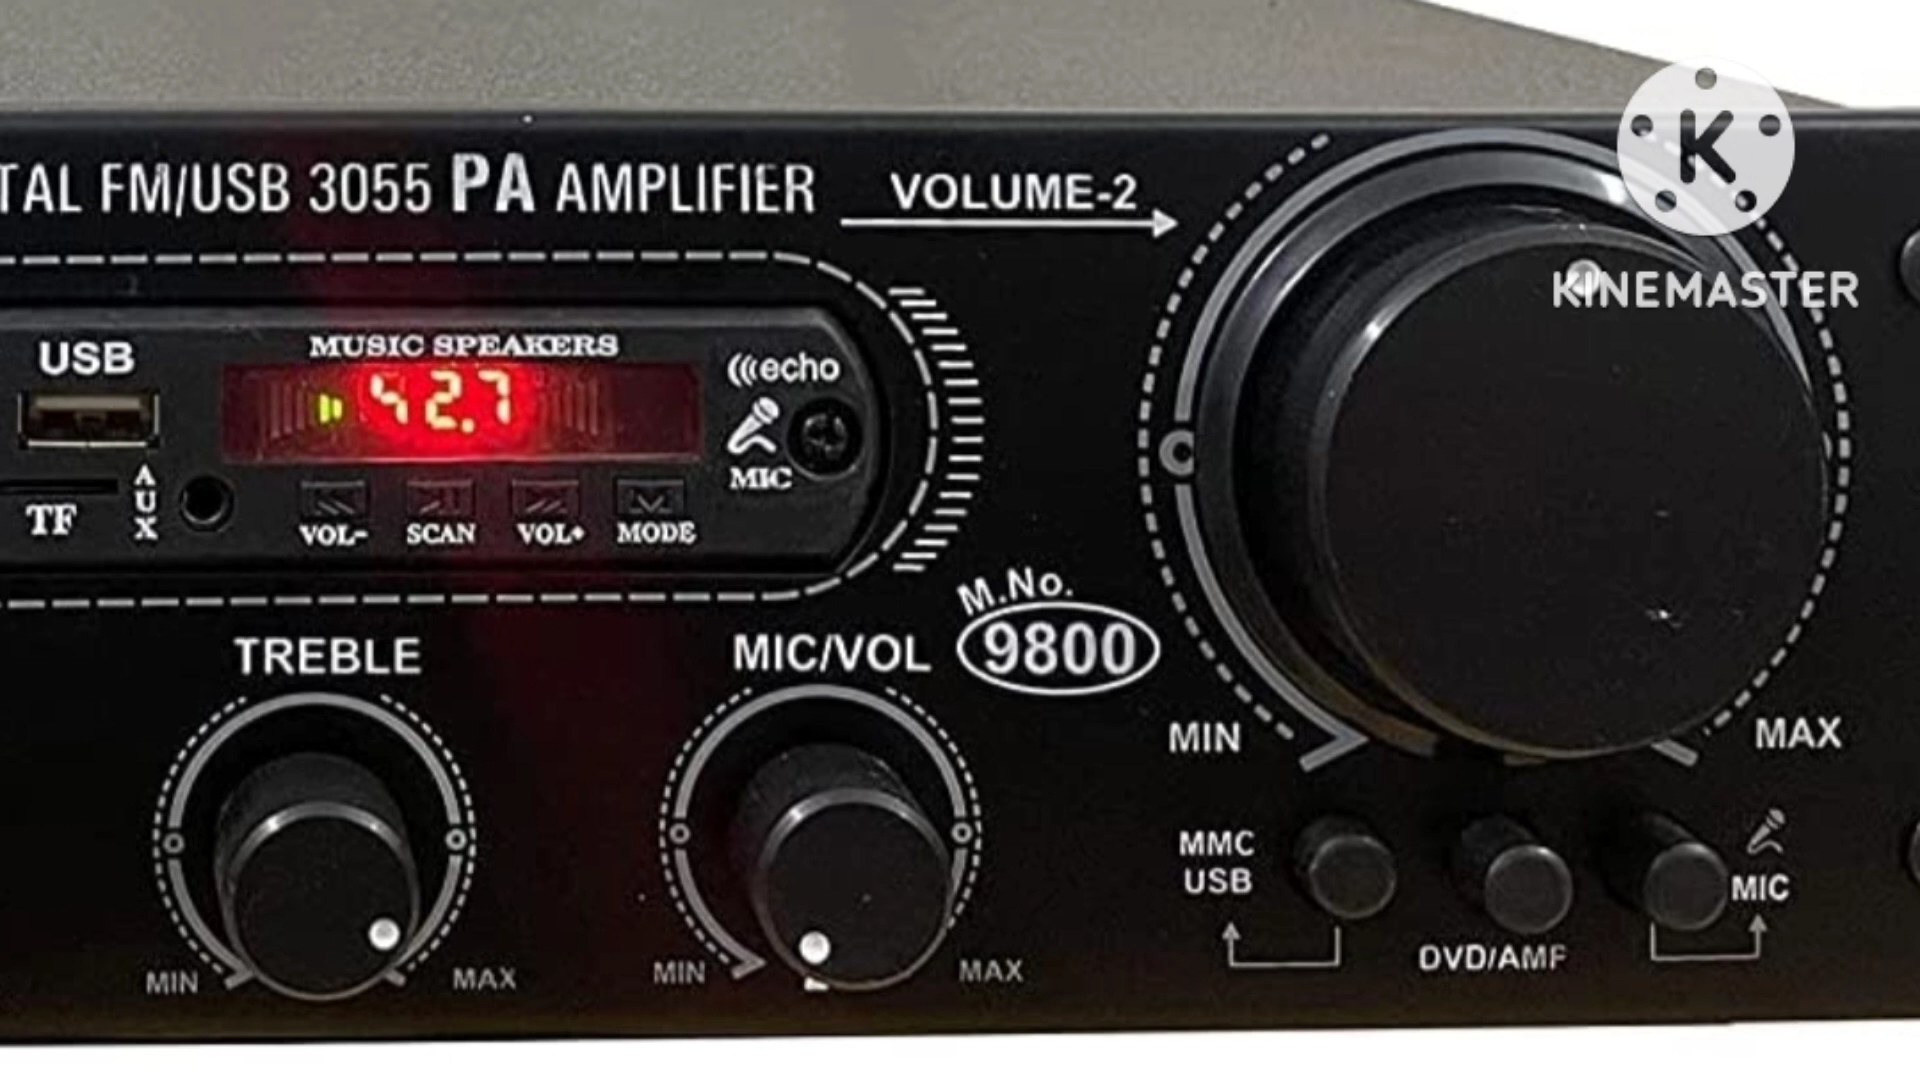 TAL FM/USB 3055 PA AMPLIFIER
VOLUME-2
K
KINEMASTER
USB
MUSIC SPEAKERS
echo
42.7
MIC
TF
AUX
VOL-
SCAN
VOL+
MODE
M.No.
9800
TREBLE
MIC/VOL
MIN
MAX
MIN
MAX
MIN
MAX
MMC
USB
DVD/AMF
MIC